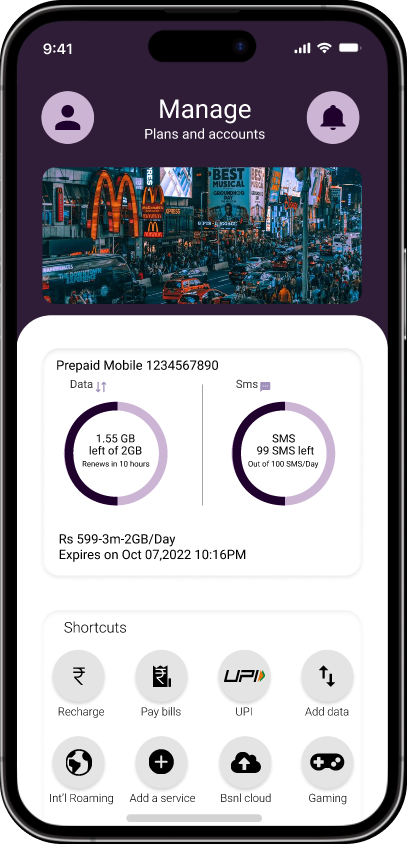 9:41
Manage
Plans and accounts
BEST
MUSICAL
GROUNDHOG
DAY
McDonald's
Prepaid Mobile 1234567890
Data
Sms
1.55 GB
left of 2GB
Renews in 10 hours
SMS
99 SMS left
Out of 100 SMS/Day
Rs 599-3m-2GB/Day
Expires on Oct 07,2022 10:16PM
Shortcuts
₹
₹
UPI
Recharge
Pay bills
UPI
Add data
Int'l Roaming
Add a service
Bsnl cloud
Gaming